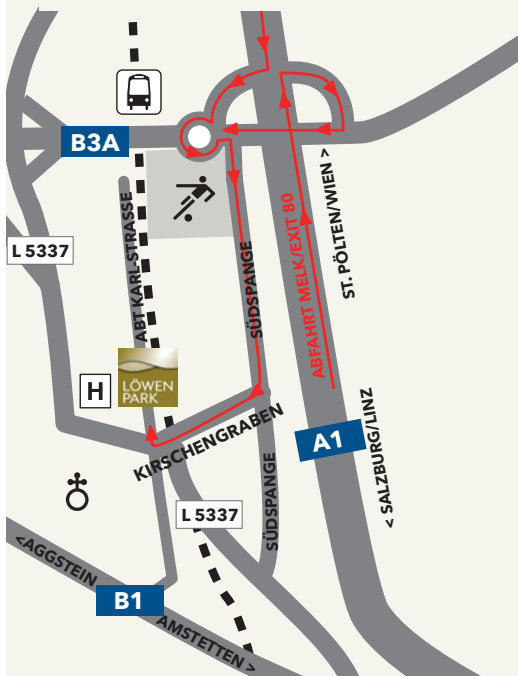 B3A
ST. PÖLTEN/WIEN >
L 5337
ABT KARL-STRASSE
SÜDSPANGE
ABFAHRT MELK/EXIT 80
LÖWEN
PARK
H
KIRSCHENGRABEN
A1
< SALZBURG/LINZ
SÜDSPANGE
L 5337
<AGGSTEIN
B1
AMSTETTEN >